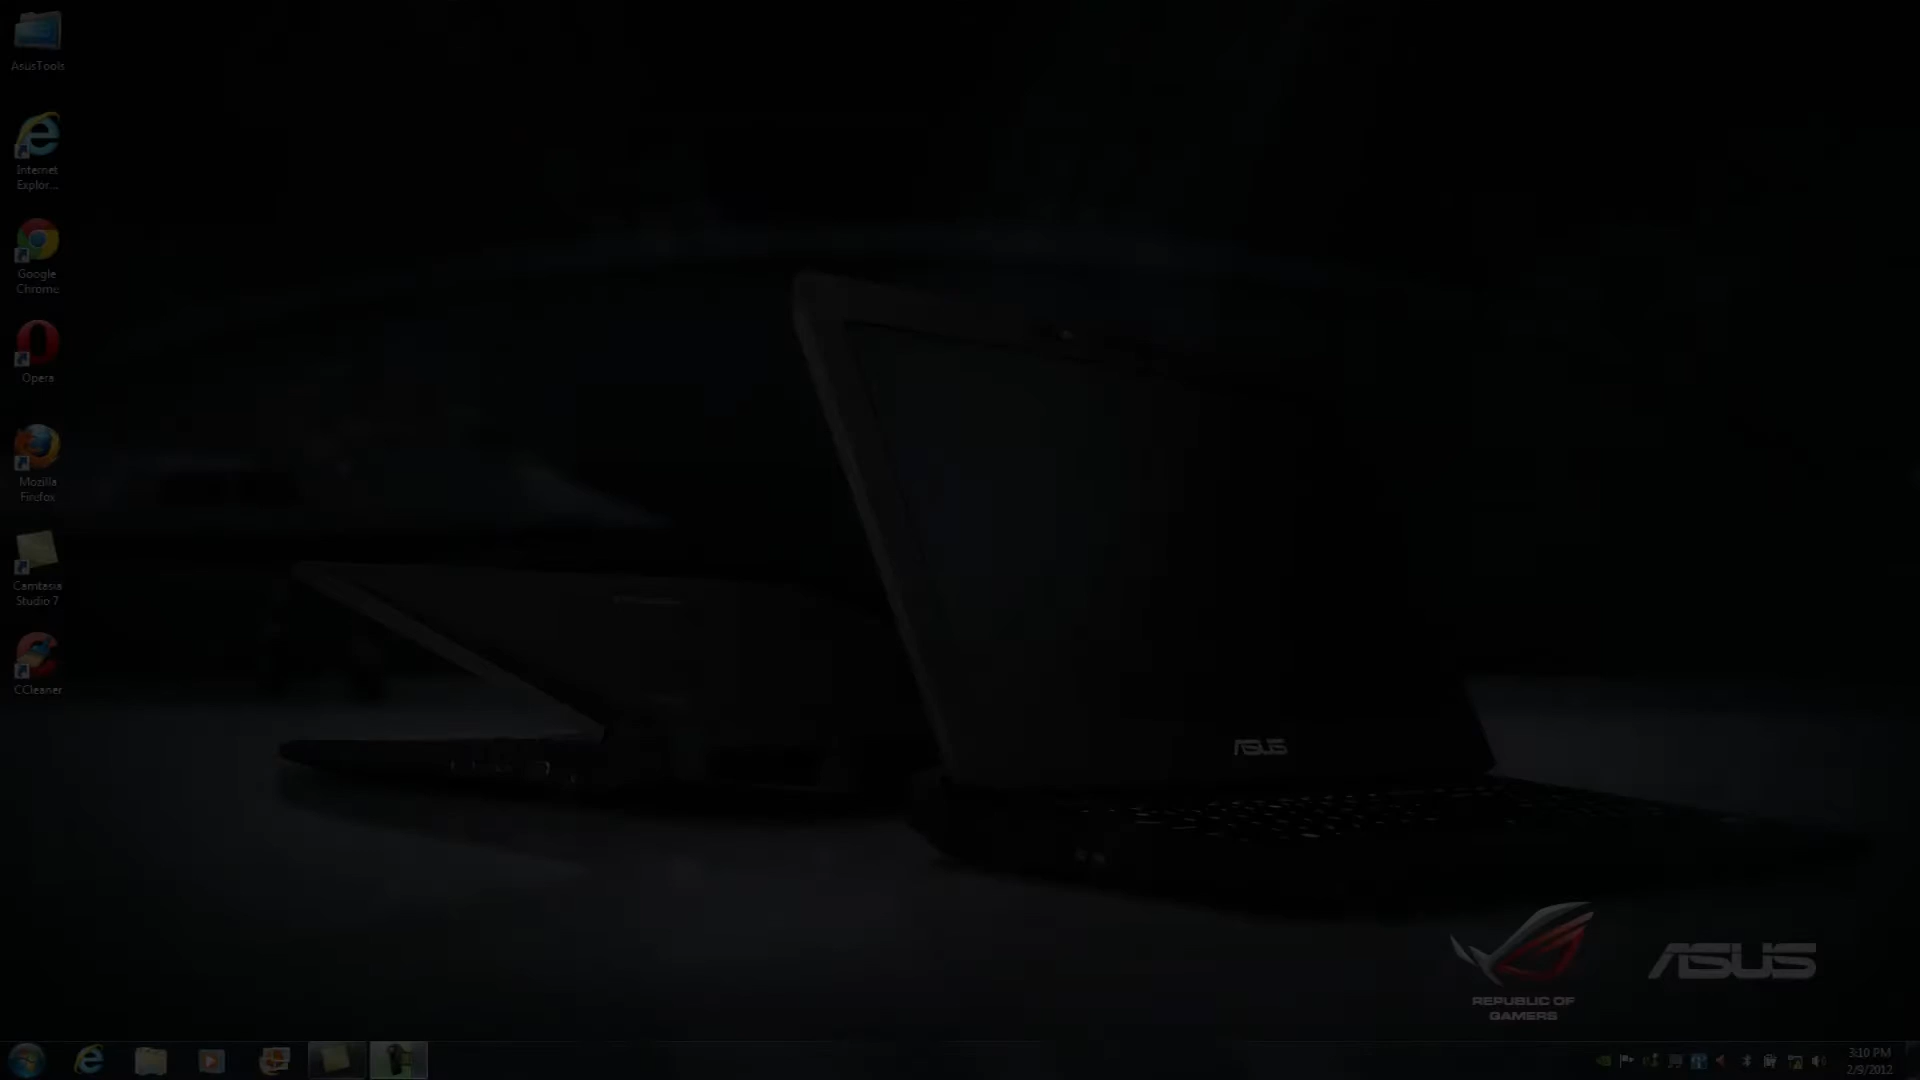 AsusTools
Internet
Explor...
Google
Chrome
Opera
Mozilla
Firefox
Camtasia
Studio 7
CCleaner
ASUS
REPUBLIC OF
GAMERS
ASUS
3:10 PM
2/9/2012